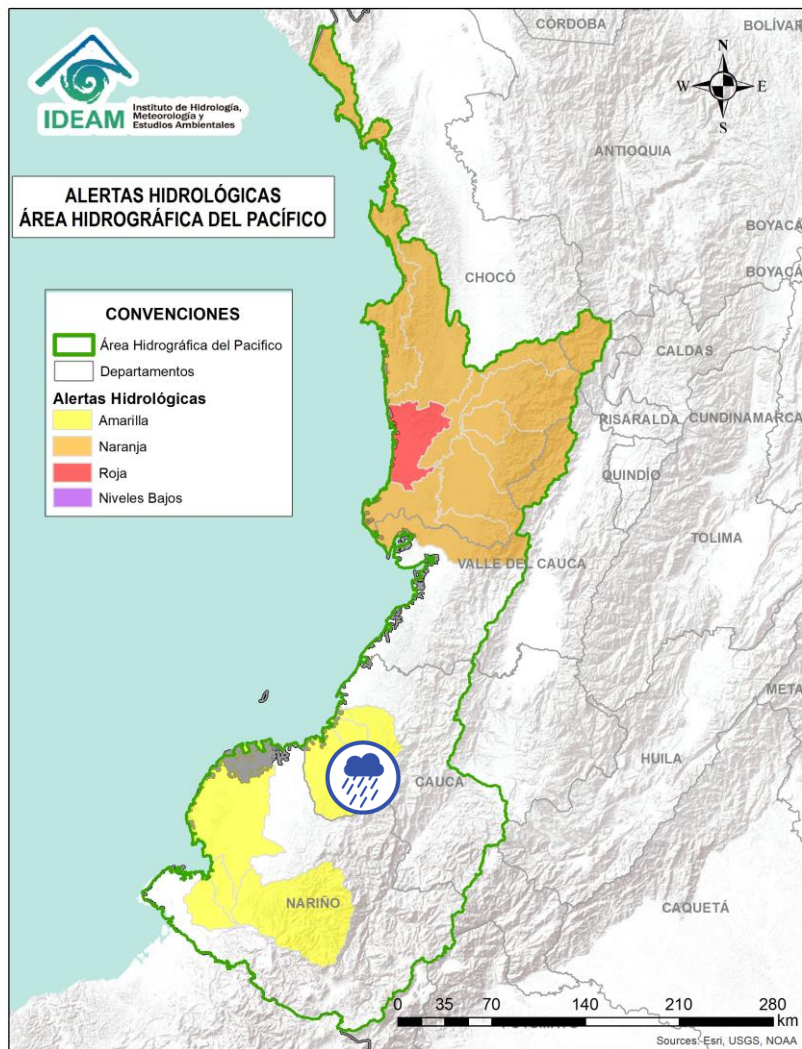 IDEAM
Instituto de Hidrología,
Meteorología y
Estudios Ambientales
ALERTAS HIDROLÓGICAS
ÁREA HIDROGRÁFICA DEL PACÍFICO
CONVENCIONES
Área Hidrográfica del Pacifico
Departamentos
Alertas Hidrológicas
Amarilla
Naranja
Roja
Niveles Bajos
N
W
E
S
CÓRDOBA
BOLÍVAR
ANTIOQUIA
BOYACÁ
BOYACÁ
CHOCÓ
CALDAS
RISARALDA
CUNDINAMARCA
QUINDÍO
TOLIMA
VALLE DEL CAUCA
META
HUILA
CAUCA
NARIÑO
CAQUETÁ
0 35 70 140 210 280
km
Sources: Esri, USGS, NOAA